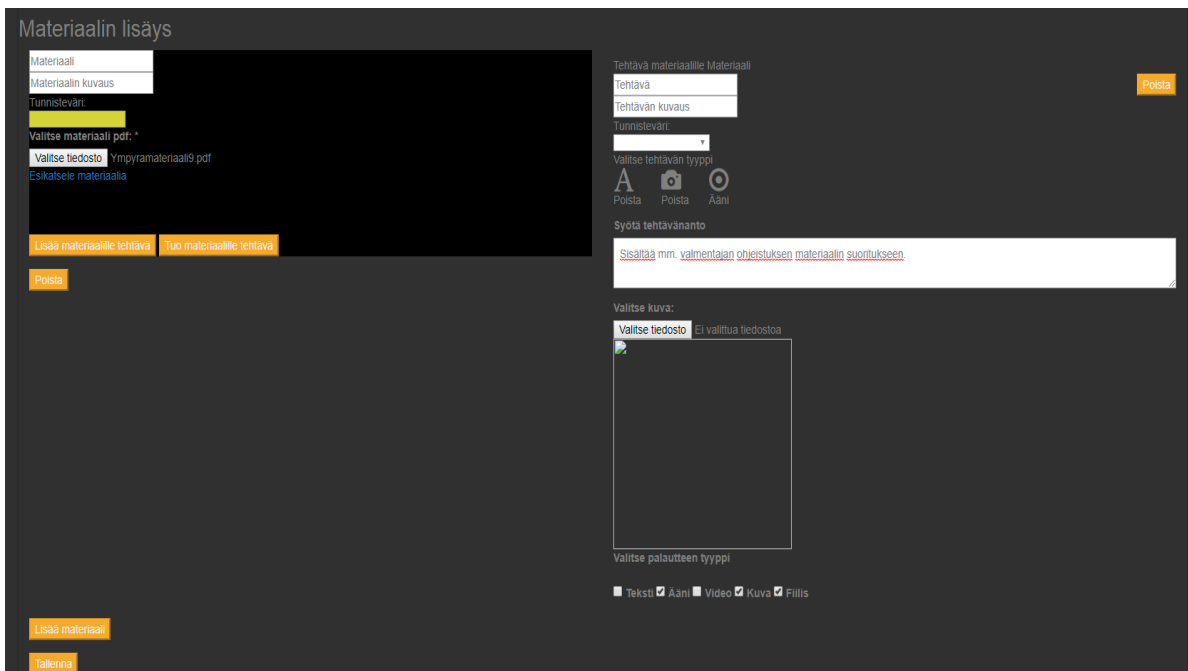 Materiaalin lisäys
Materiaali
Materiaalin kuvaus
Tunnisteväri:
Valitse materiaali pdf: *
Valitse tiedosto Ympyramateriaali9.pdf
Esikatsele materiaalia
Lisää materiaalille tehtävä Tuo materiaalille tehtävä
Poista
Tehtävä materiaalille Materiaali
Tehtävä
Poista
Tehtävän kuvaus
Tunnisteväri:
Valitse tehtävän tyyppi
A
Poista Poista Ääni
Syötä tehtävänanto
Sisältää mm. valmentajan ohjeistuksen materiaalin suoritukseen.
Valitse kuva:
Valitse tiedosto Ei valittua tiedostoa
Valitse palautteen tyyppi
Teksti Ääni Video Kuva Fiilis
Lisää materiaali
Tallenna